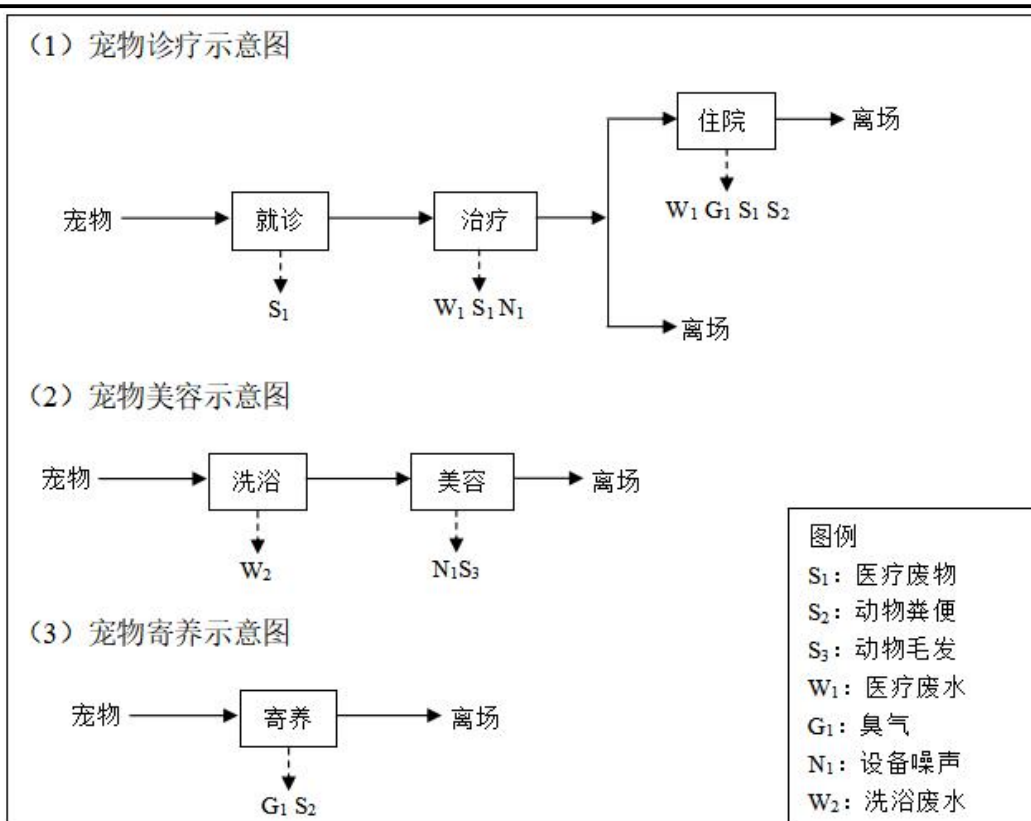 （1）宠物诊疗示意图
住院
离场
W₁ G₁ S₁ S₂
宠物
就诊
治疗
S₁
W₁ S₁ N₁
离场
（2）宠物美容示意图
宠物
洗浴
美容
离场
W₂
N₁S₃
（3）宠物寄养示意图
宠物
寄养
离场
G₁ S₂
图例
S₁：医疗废物
S₂：动物粪便
S₃：动物毛发
W₁：医疗废水
G₁：臭气
N₁：设备噪声
W₂：洗浴废水